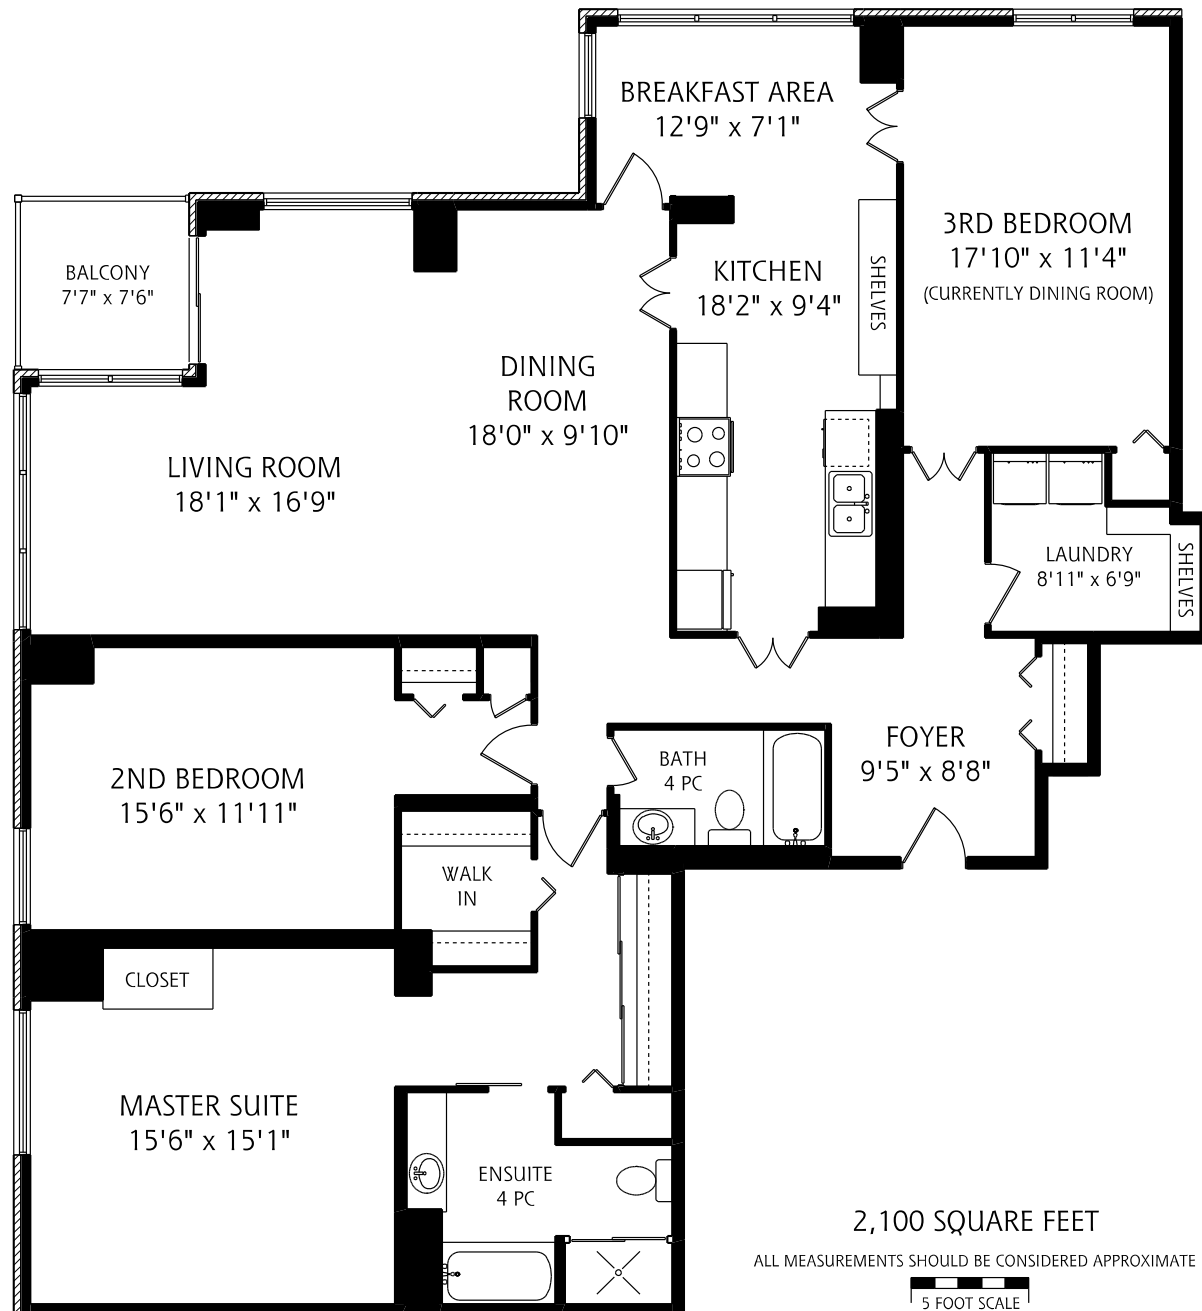 BREAKFAST AREA
12'9" x 7'1"
3RD BEDROOM
17'10" x 11'4"
(CURRENTLY DINING ROOM)
BALCONY
7'7" x 7'6"
KITCHEN
18'2" x 9'4"
SHELVES
DINING
ROOM
18'0" x 9'10"
LIVING ROOM
18'1" x 16'9"
LAUNDRY
8'11" x 6'9"
SHELVES
FOYER
9'5" x 8'8"
BATH
4 PC
2ND BEDROOM
15'6" x 11'11"
WALK
IN
CLOSET
MASTER SUITE
15'6" x 15'1"
ENSUITE
4 PC
2,100 SQUARE FEET
ALL MEASUREMENTS SHOULD BE CONSIDERED APPROXIMATE
5 FOOT SCALE